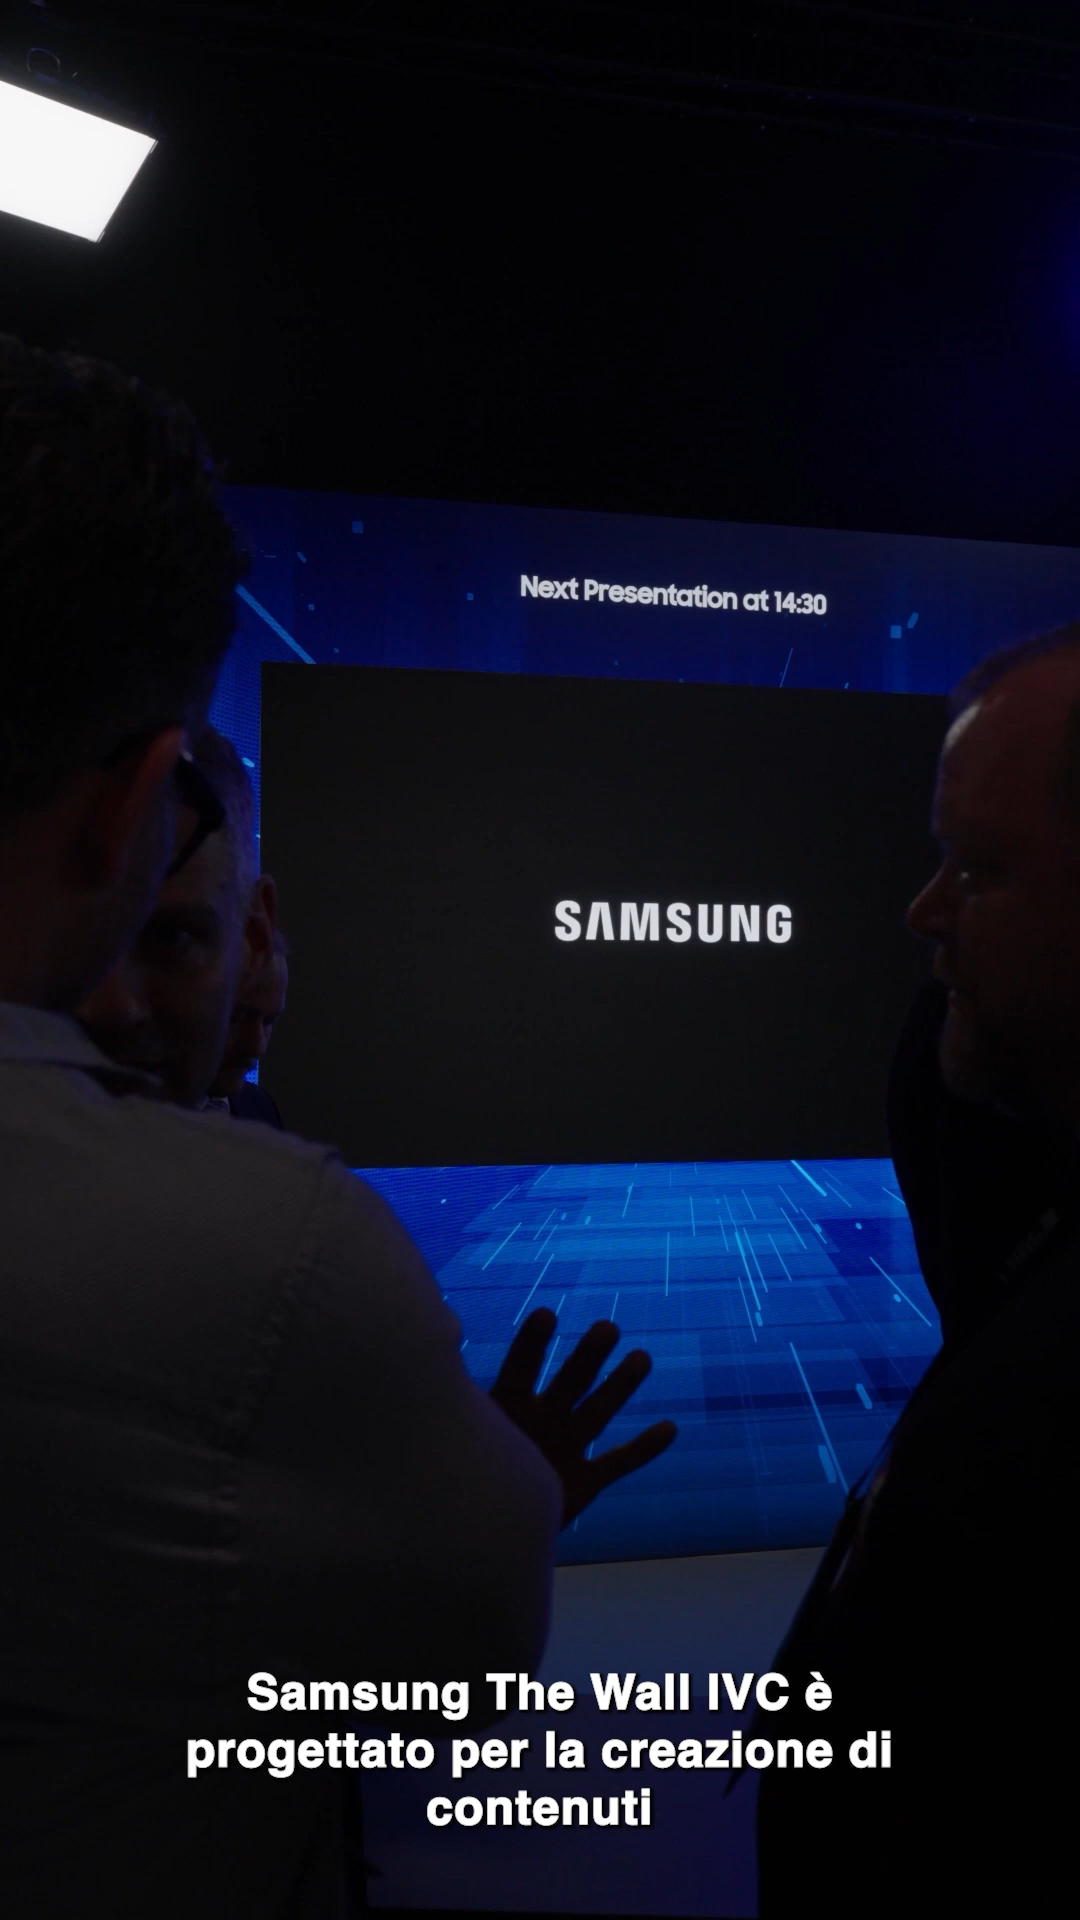 Next Presentation at 14:30
SAMSUNG
Samsung The Wall IVC è
progettato per la creazione di
contenuti